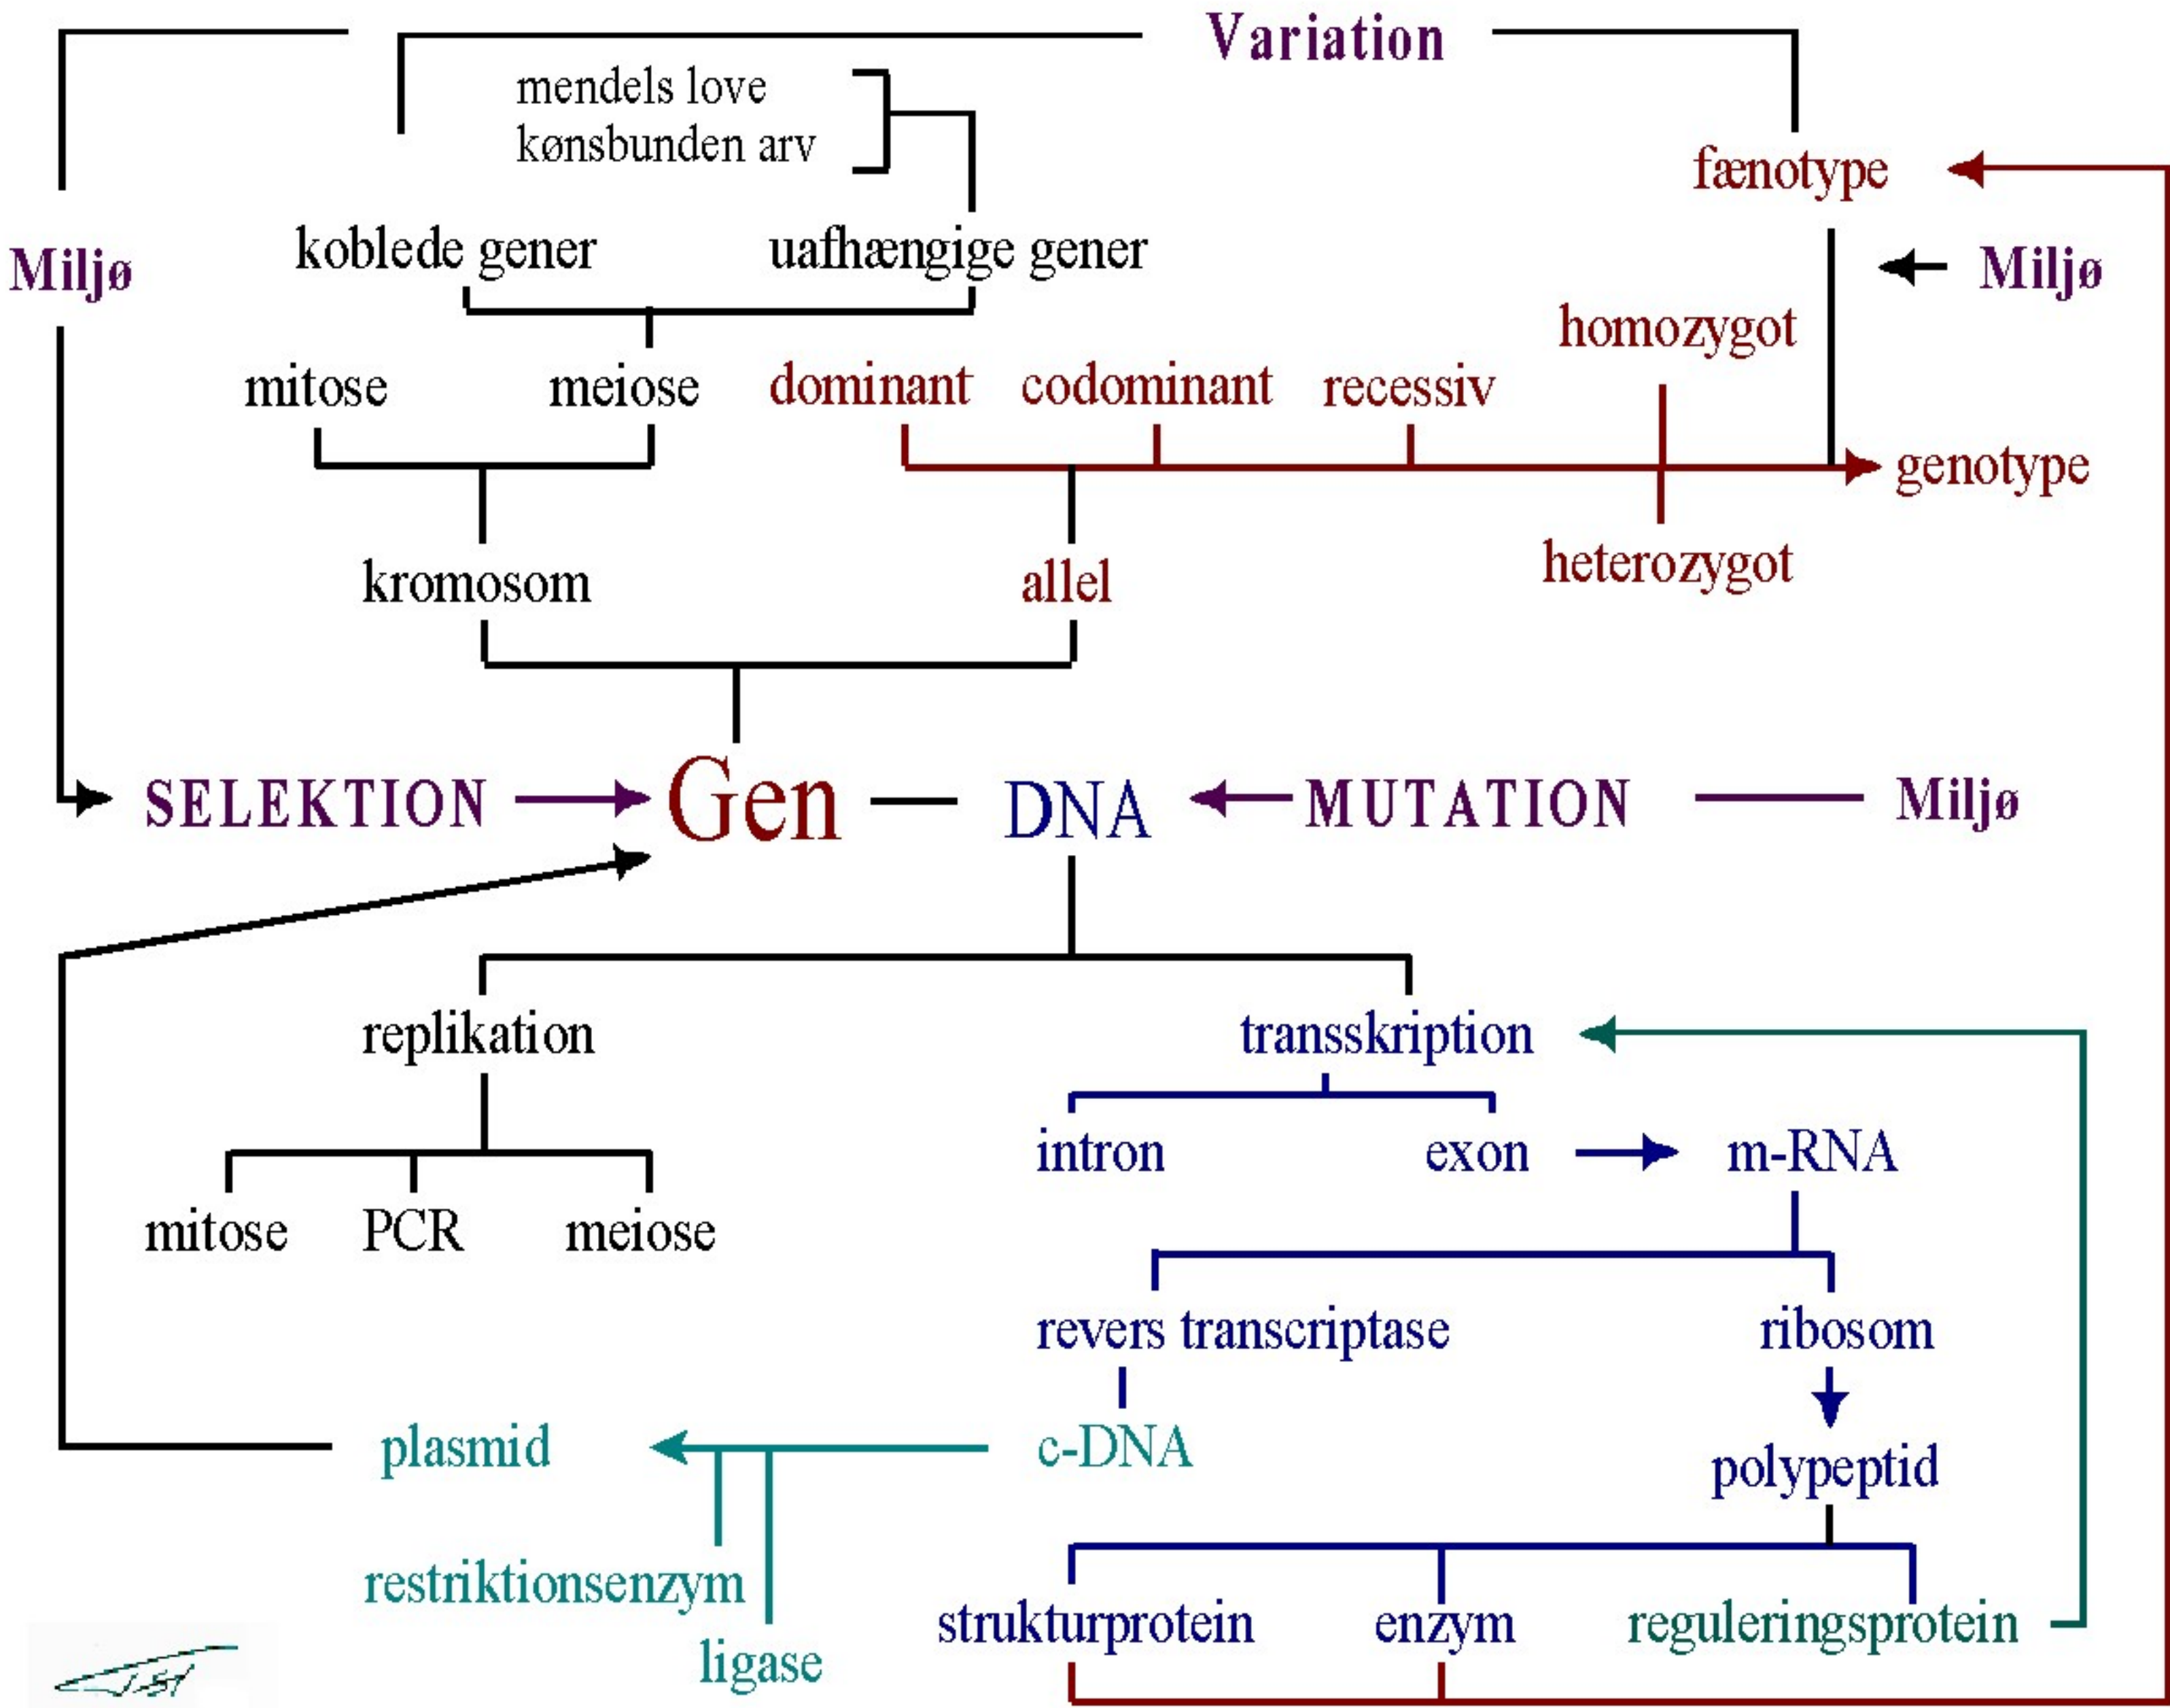 Variation
mendels love
kønsbunden arv
fænotype
Miljø
koblede gener
uafhængige gener
Miljø
homozygot
mitose
meiose
dominant
codominant
recessiv
genotype
heterozygot
kromosom
allel
SELEKTION
Gen
DNA
MUTATION
Miljø
replikation
transskription
intron
exon
m-RNA
mitose
PCR
meiose
revers transcriptase
ribosom
plasmid
c-DNA
polypeptid
restriktionsenzym
strukturprotein
enzym
reguleringsprotein
ligase